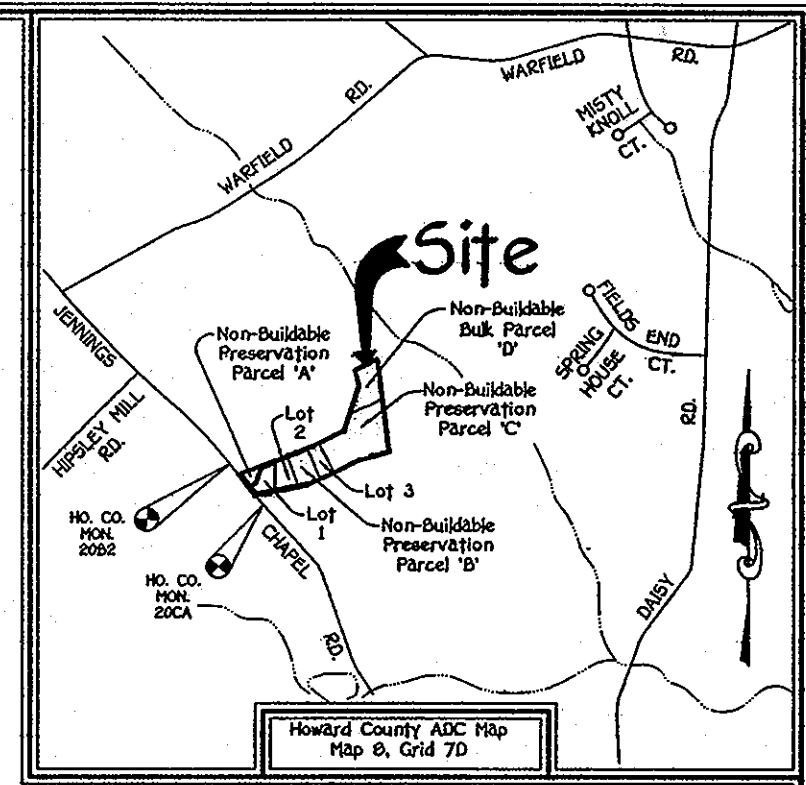 WARFIELD
RD.
RD.
WARFIELD
MISTY
KNOLL
CT.
Site
FIELDS
END
CT.
SPRING
HOUSE
CT.
RD.
DAISY
Non-Buildable
Bulk Parcel
'D'
Non-Buildable
Preservation
Parcel 'A'
Non-Buildable
Preservation
Parcel 'C'
Lot
2
Lot 3
Lot
1
Non-Buildable
Preservation
Parcel 'B'
JENNINGS
HIPSLEY MILL
RD.
CHAPEL
RD.
HO. CO.
MON.
20B2
HO. CO.
MON.
20CA
Howard County ADC Map
Map 8, Grid 7D